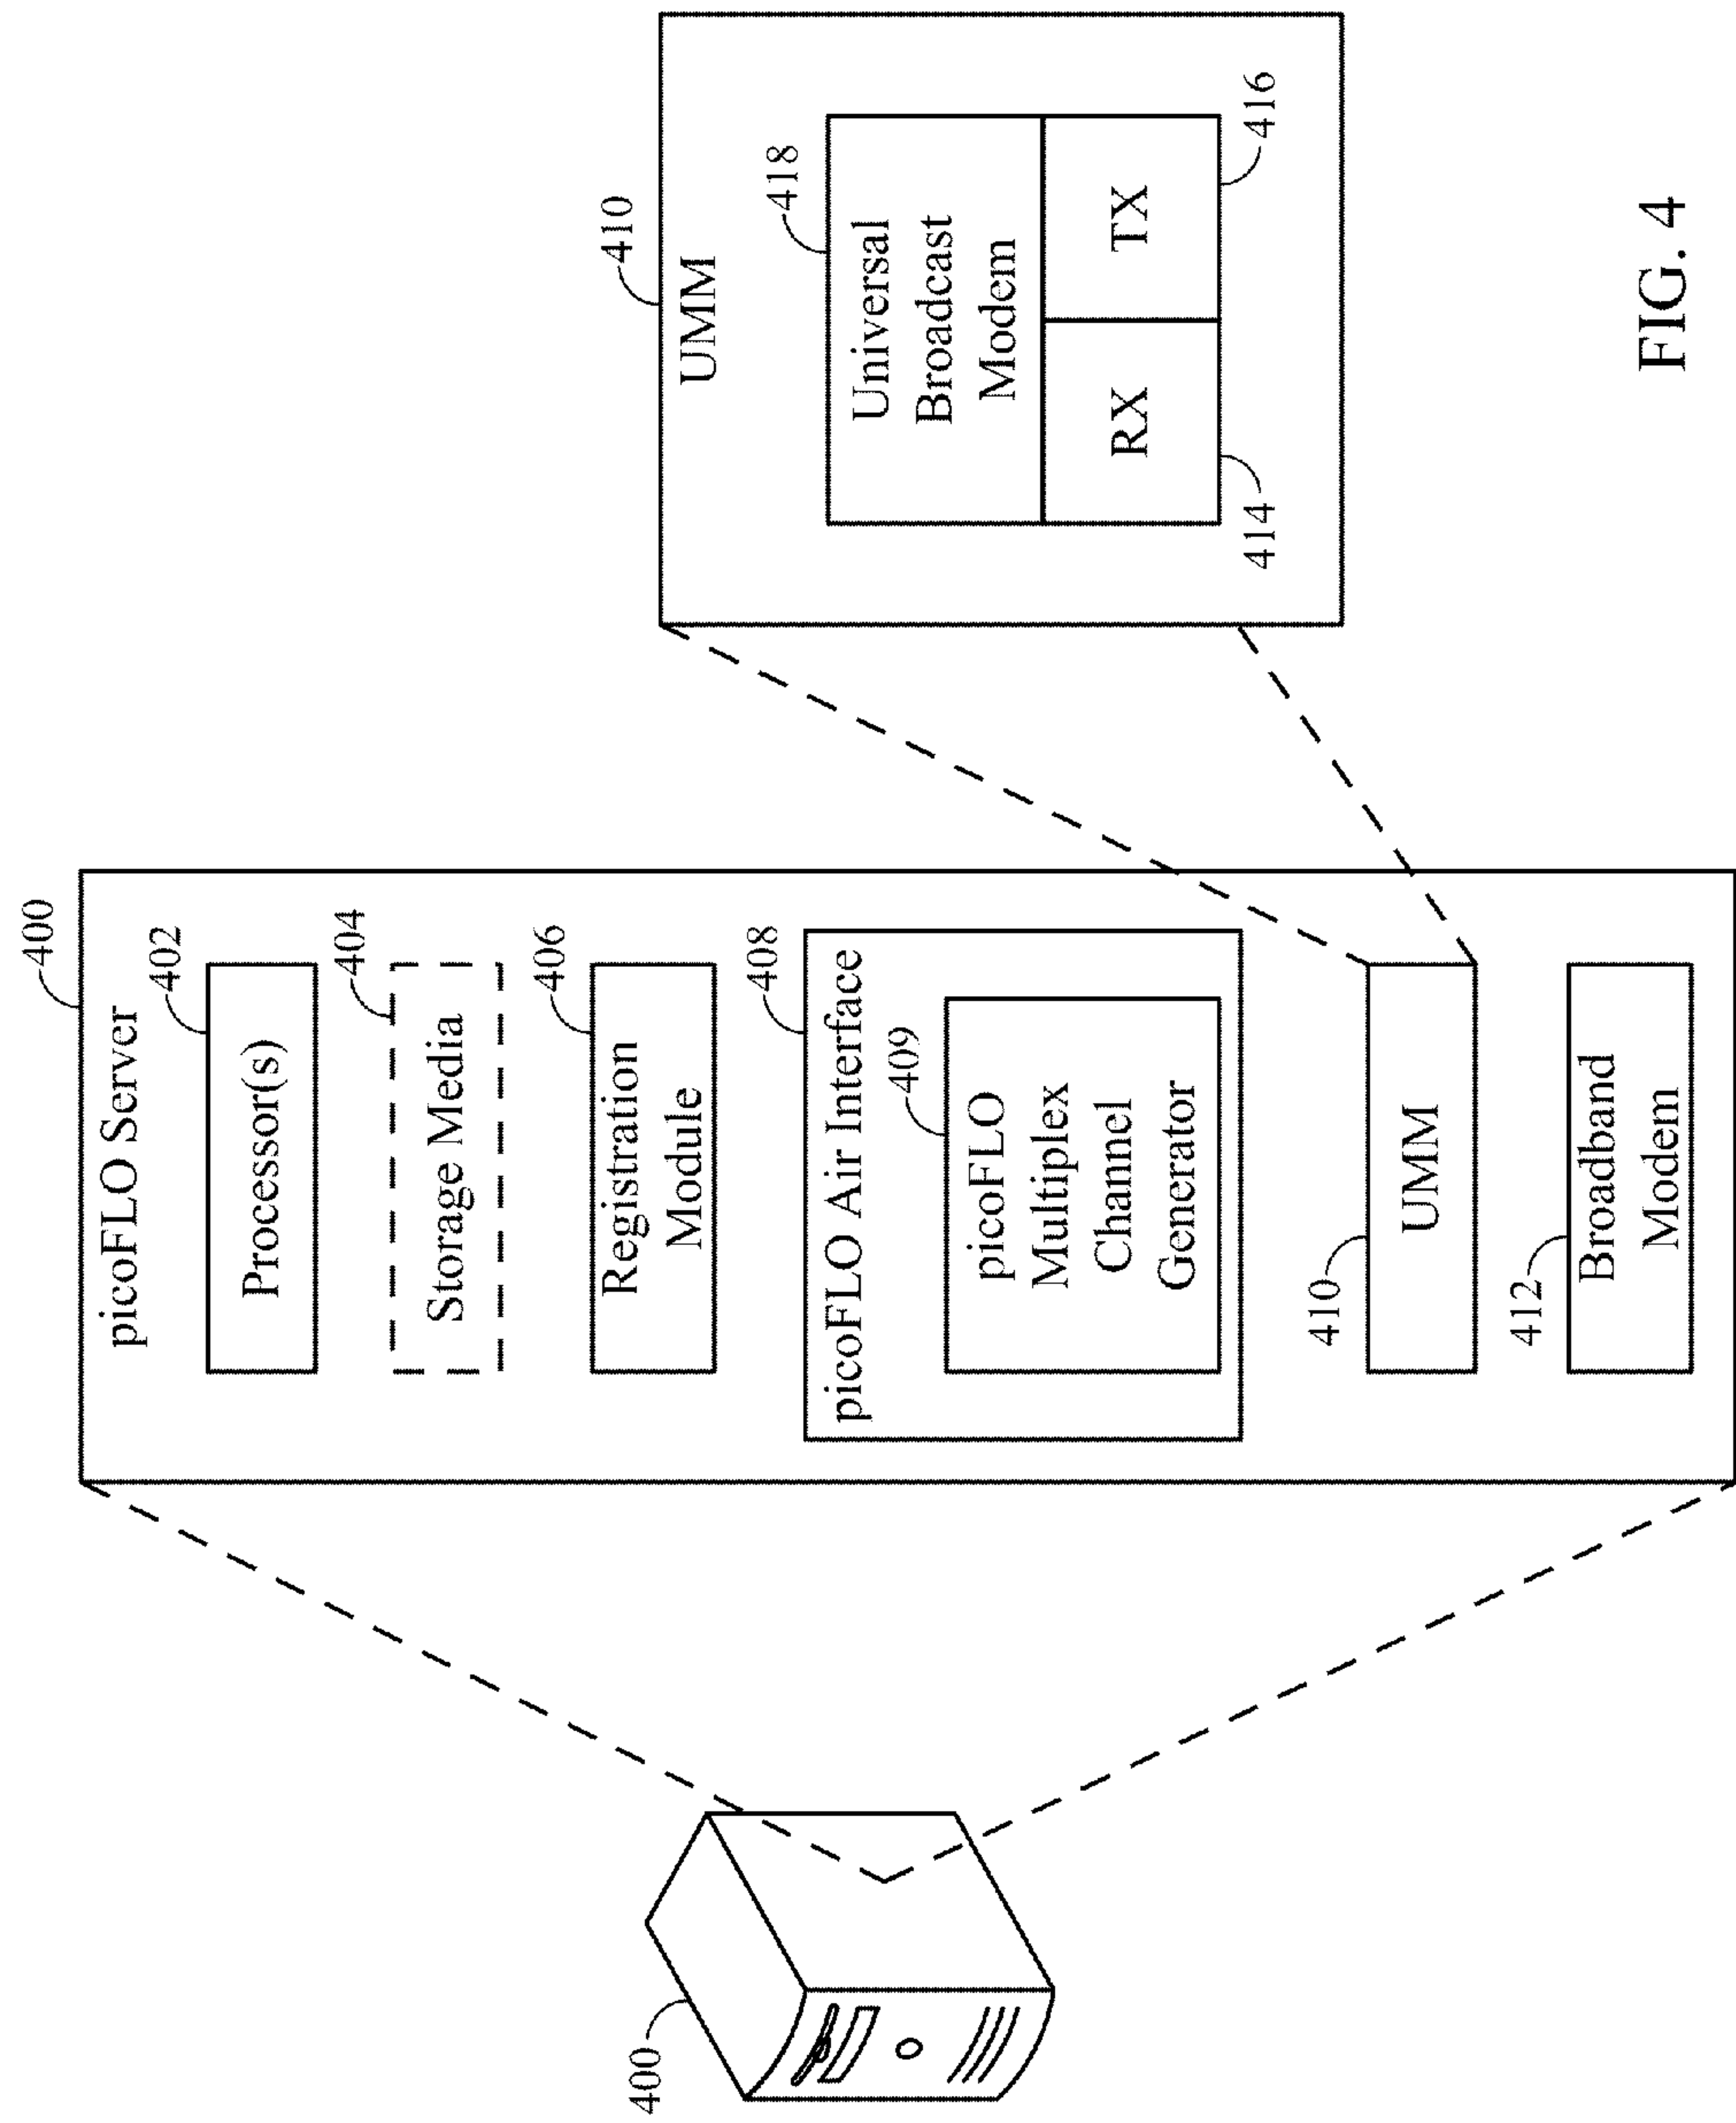 400
400
picoFLO Server
402
Processor(s)
404
Storage Media
406
Registration
Module
408
picoFLO Air Interface
409
picoFLO
Multiplex
Channel
Generator
410
UMM
412
Broadband
Modem
410
UMM
418
Universal
Broadcast
Modem
RX
TX
414
416
FIG. 4